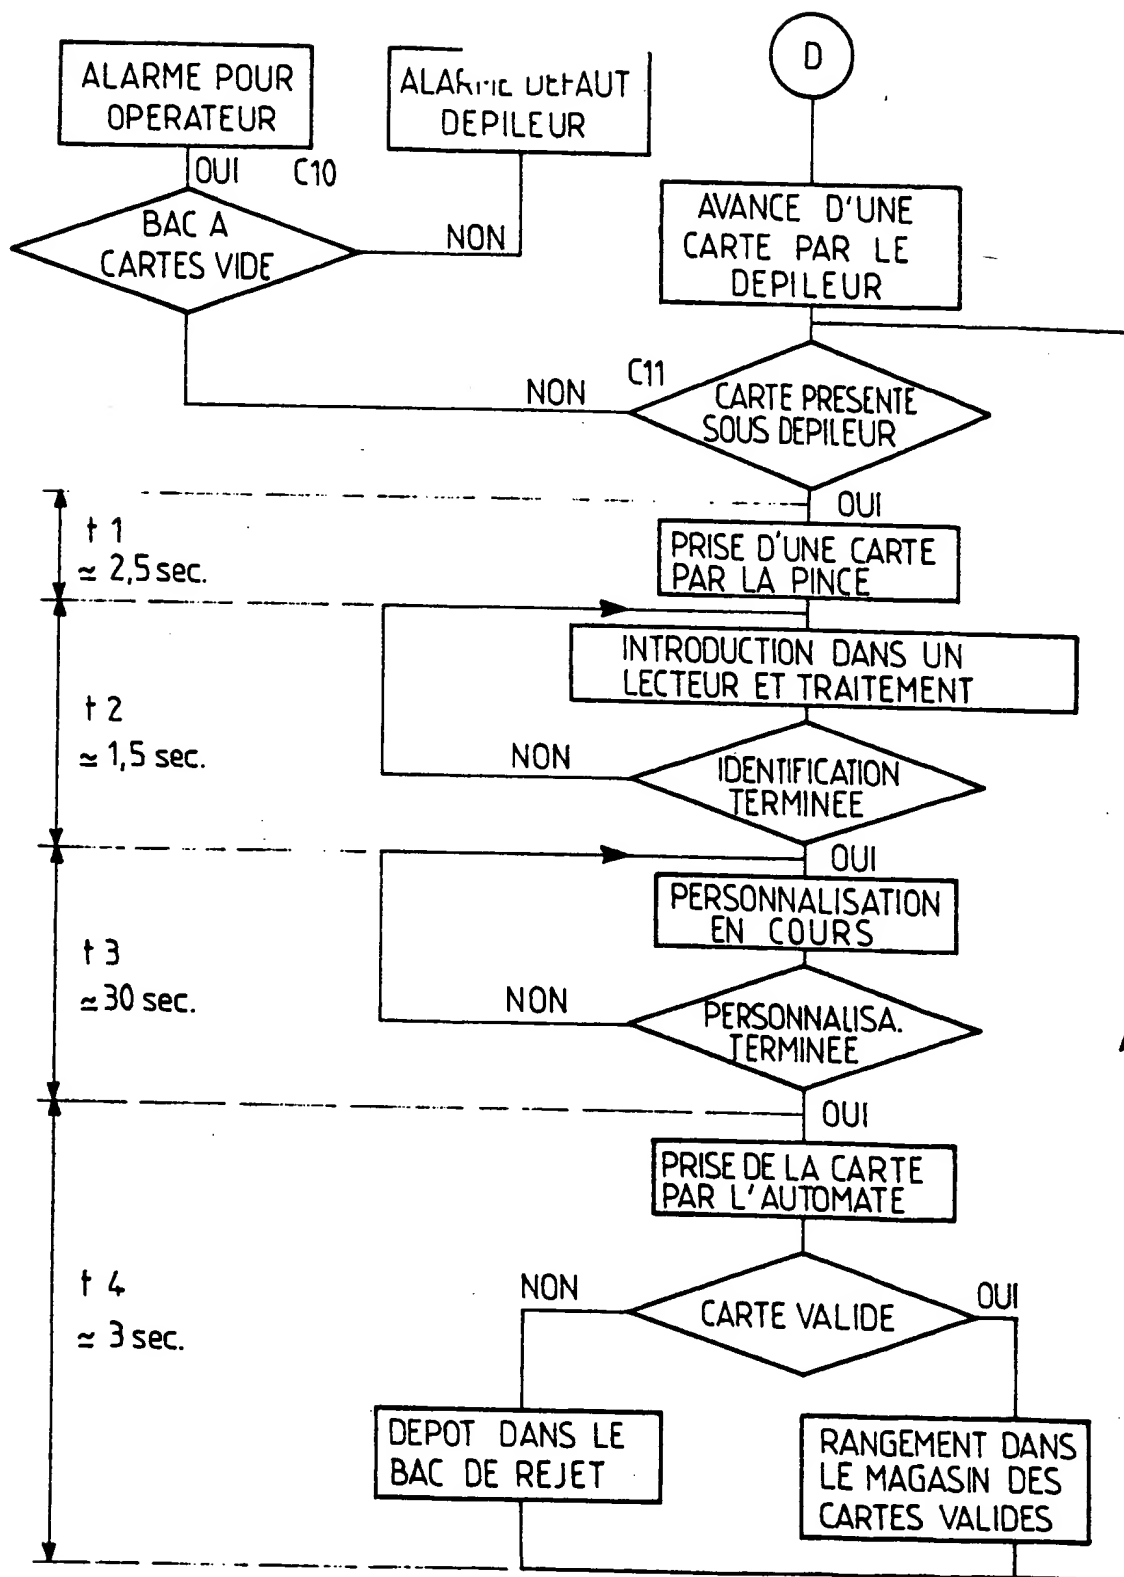 D
ALARME POUR
OPERATEUR
ALARME DEFAUT
DEPILEUR
OUI
C10
BAC A
CARTES VIDE
NON
AVANCE D'UNE
CARTE PAR LE
DEPILEUR
C11
NON
CARTE PRESENTE
SOUS DEPILEUR
OUI
t 1
≃ 2,5 sec.
PRISE D'UNE CARTE
PAR LA PINCE
INTRODUCTION DANS UN
LECTEUR ET TRAITEMENT
t 2
≃ 1,5 sec.
NON
IDENTIFICATION
TERMINEE
OUI
PERSONNALISATION
EN COURS
t 3
≃ 30 sec.
NON
PERSONNALISA.
TERMINEE
OUI
PRISE DE LA CARTE
PAR L'AUTOMATE
t 4
≃ 3 sec.
NON
CARTE VALIDE
OUI
DEPOT DANS LE
BAC DE REJET
RANGEMENT DANS
LE MAGASIN DES
CARTES VALIDES